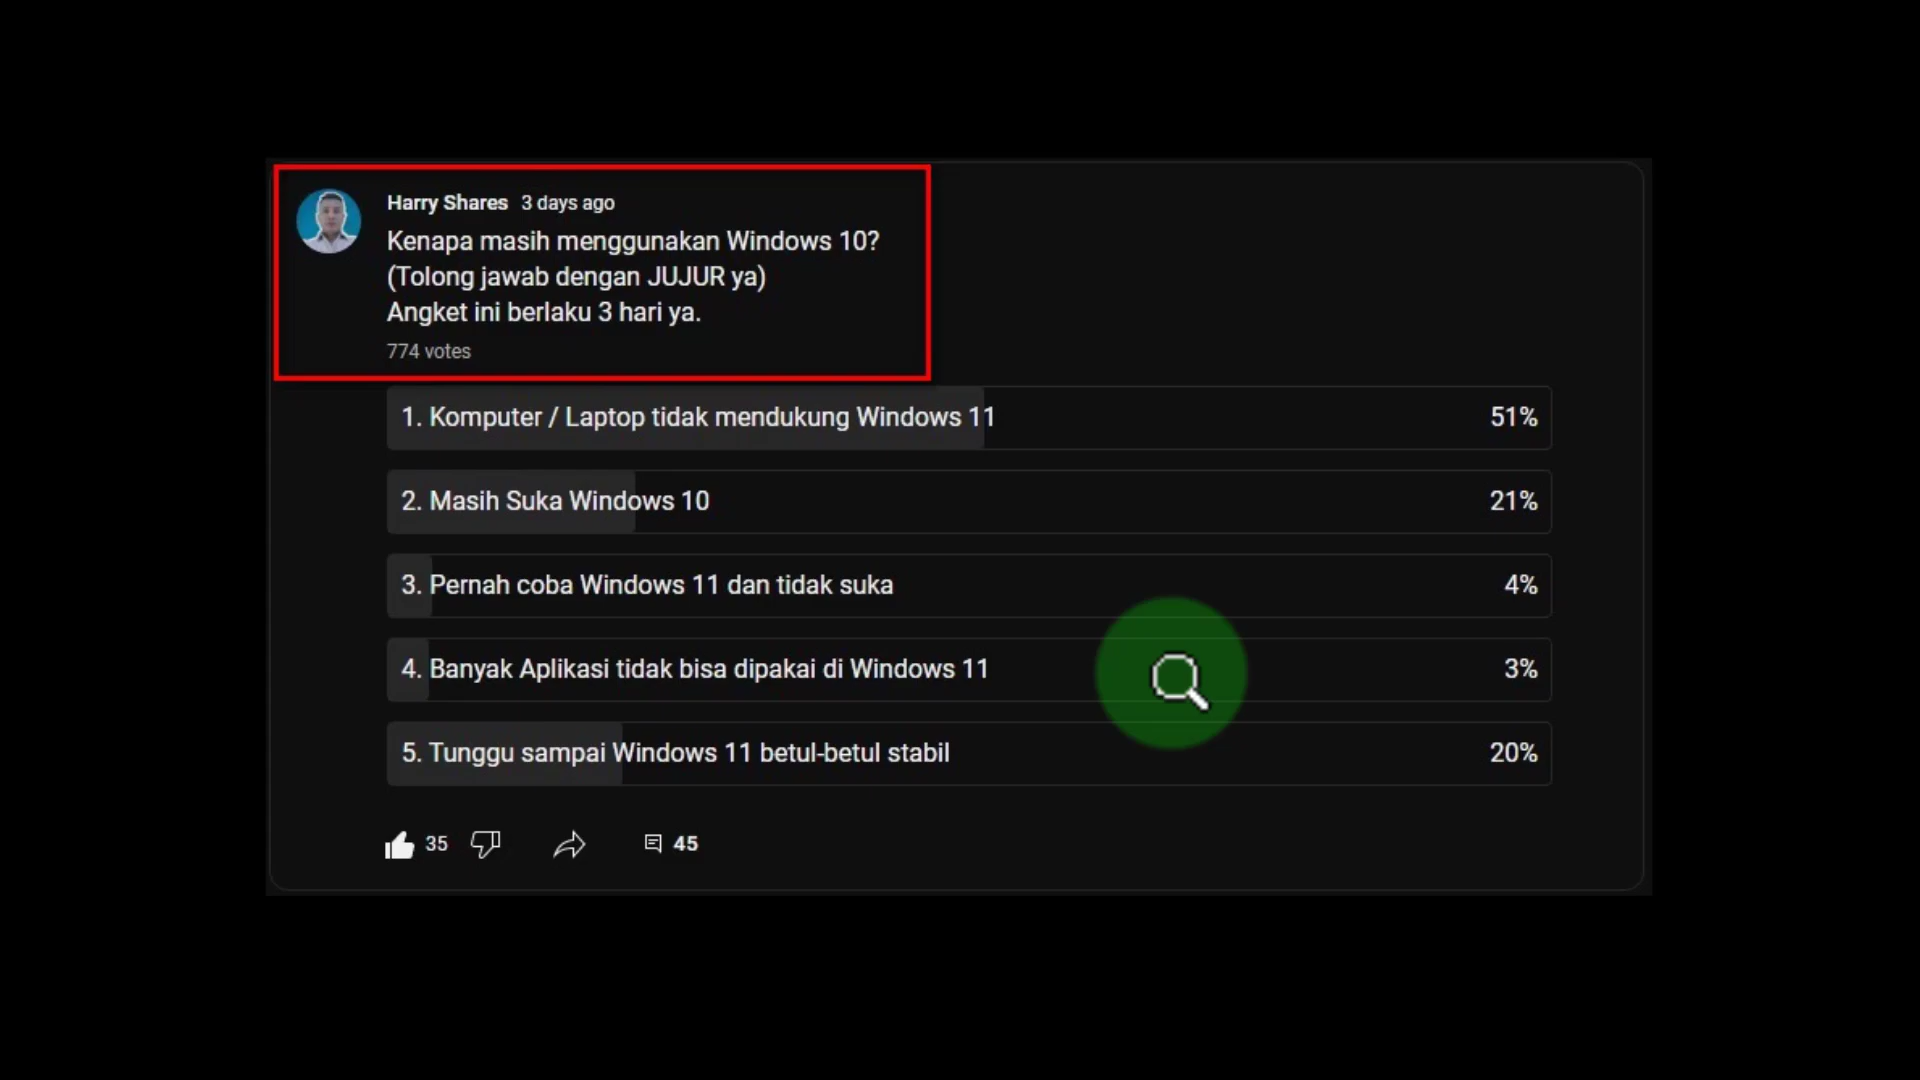 Harry Shares 3 days ago
Kenapa masih menggunakan Windows 10?
(Tolong jawab dengan JUJUR ya)
Angket ini berlaku 3 hari ya.
774 votes
1. Komputer / Laptop tidak mendukung Windows 11 51%
2. Masih Suka Windows 10 21%
3. Pernah coba Windows 11 dan tidak suka 4%
4. Banyak Aplikasi tidak bisa dipakai di Windows 11 3%
5. Tunggu sampai Windows 11 betul-betul stabil 20%
35 45